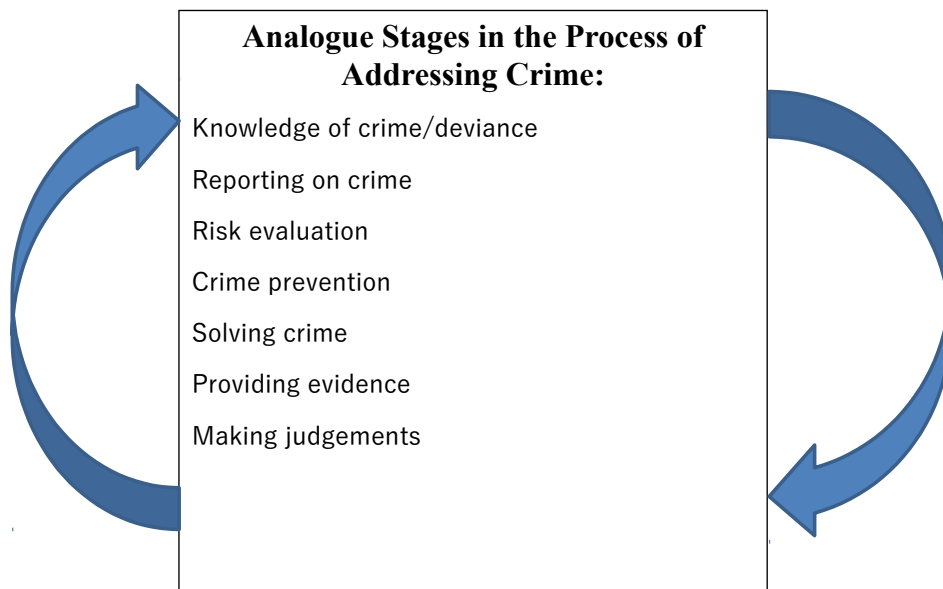 Analogue Stages in the Process of
Addressing Crime:
Knowledge of crime/deviance
Reporting on crime
Risk evaluation
Crime prevention
Solving crime
Providing evidence
Making judgements